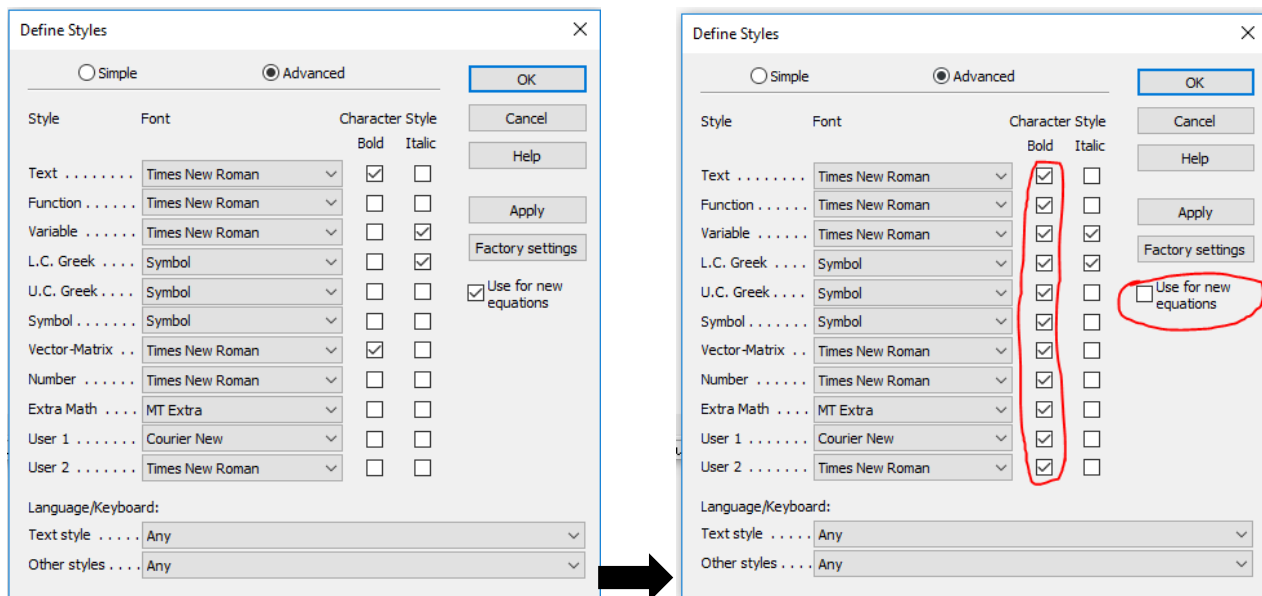 Define Styles
Simple Advanced
OK
Style Font Character Style
Cancel
Bold Italic
Help
Text . . . . . . . . Times New Roman
Function . . . . . . Times New Roman
Apply
Variable . . . . . . Times New Roman
Factory settings
L.C. Greek . . . . Symbol
U.C. Greek . . . . Symbol
Use for new
equations
Symbol . . . . . . . Symbol
Vector-Matrix . . Times New Roman
Number . . . . . . Times New Roman
Extra Math . . . . MT Extra
User 1 . . . . . . . Courier New
User 2 . . . . . . . Times New Roman
Language/Keyboard:
Text style . . . . . Any
Other styles . . . . Any
Define Styles
Simple Advanced
OK
Style Font Character Style
Cancel
Bold Italic
Help
Text . . . . . . . . Times New Roman
Function . . . . . . Times New Roman
Apply
Variable . . . . . . Times New Roman
Factory settings
L.C. Greek . . . . Symbol
U.C. Greek . . . . Symbol
Use for new
equations
Symbol . . . . . . . Symbol
Vector-Matrix . . Times New Roman
Number . . . . . . Times New Roman
Extra Math . . . . MT Extra
User 1 . . . . . . . Courier New
User 2 . . . . . . . Times New Roman
Language/Keyboard:
Text style . . . . . Any
Other styles . . . . Any